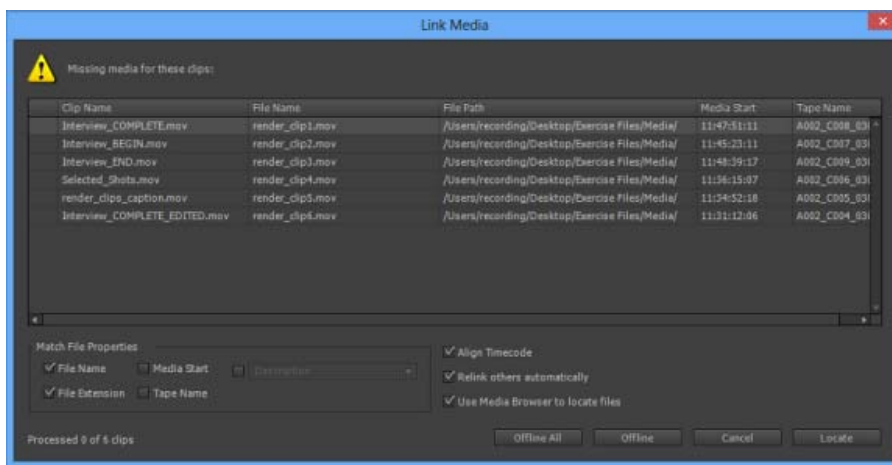 Link Media
Missing media for these clips:
Clip Name File Name File Path Media Start Tape Name
Interview_COMPLETE.mov render_clip1.mov /Users/recording/Desktop/Exercise Files/Media/ 11:47:51:11 A002_C008_03
Interview_BEGIN.mov render_clip2.mov /Users/recording/Desktop/Exercise Files/Media/ 11:45:23:11 A002_C007_03
Interview_END.mov render_clip3.mov /Users/recording/Desktop/Exercise Files/Media/ 11:48:39:17 A002_C009_03
Selected_Shots.mov render_clip4.mov /Users/recording/Desktop/Exercise Files/Media/ 11:36:15:07 A002_C006_03
render_clips_caption.mov render_clip5.mov /Users/recording/Desktop/Exercise Files/Media/ 11:34:52:18 A002_C005_03
Interview_COMPLETE_EDITED.mov render_clip6.mov /Users/recording/Desktop/Exercise Files/Media/ 11:31:12:06 A002_C004_03
Match File Properties
File Name Media Start Description
File Extension Tape Name
Align Timecode
Relink others automatically
Use Media Browser to locate files
Processed 0 of 6 clips
Offline All Offline Cancel Locate